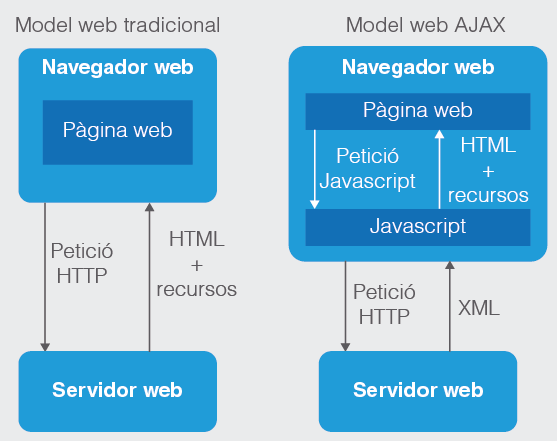 Model web tradicional
Navegador web
Pàgina web
Petició
HTTP
HTML
+
recursos
Servidor web
Model web AJAX
Navegador web
Pàgina web
Petició
Javascript
HTML
+
recursos
Javascript
Petició
HTTP
XML
Servidor web